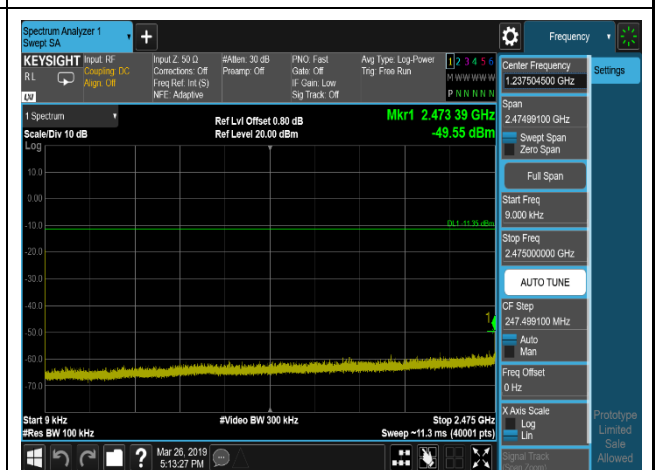 Spectrum Analyzer 1
Swept SA
+
Frequency
KEYSIGHT
RL
LXI
Input: RF
Coupling: DC
Align: Off
Input Z: 50 Ω
Corrections: Off
Freq Ref: Int (S)
NFE: Adaptive
#Atten: 30 dB
Preamp: Off
PNO: Fast
Gate: Off
IF Gain: Low
Sig Track: Off
Avg Type: Log-Power
Trig: Free Run
1 2 3 4 5 6
M W W W W W
P N N N N N
1 Spectrum
Scale/Div 10 dB
Log
Ref Lvl Offset 0.80 dB
Ref Level 20.00 dBm
Mkr1 2.473 39 GHz
-49.55 dBm
10.0
0.00
-10.0
DL1 -11.35 dBm
-20.0
-30.0
-40.0
1
-50.0
-60.0
-70.0
Start 9 kHz
#Res BW 100 kHz
#Video BW 300 kHz
Stop 2.475 GHz
Sweep ~11.3 ms (40001 pts)
Center Frequency
1.237504500 GHz
Settings
Span
2.47499100 GHz
Swept Span
Zero Span
Full Span
Start Freq
9.000 kHz
Stop Freq
2.475000000 GHz
AUTO TUNE
CF Step
247.499100 MHz
Auto
Man
Freq Offset
0 Hz
X Axis Scale
Log
Lin
Signal Track
(Span Zoom)
Prototype
Limited
Sale
Allowed
?
Mar 26, 2019
5:13:27 PM